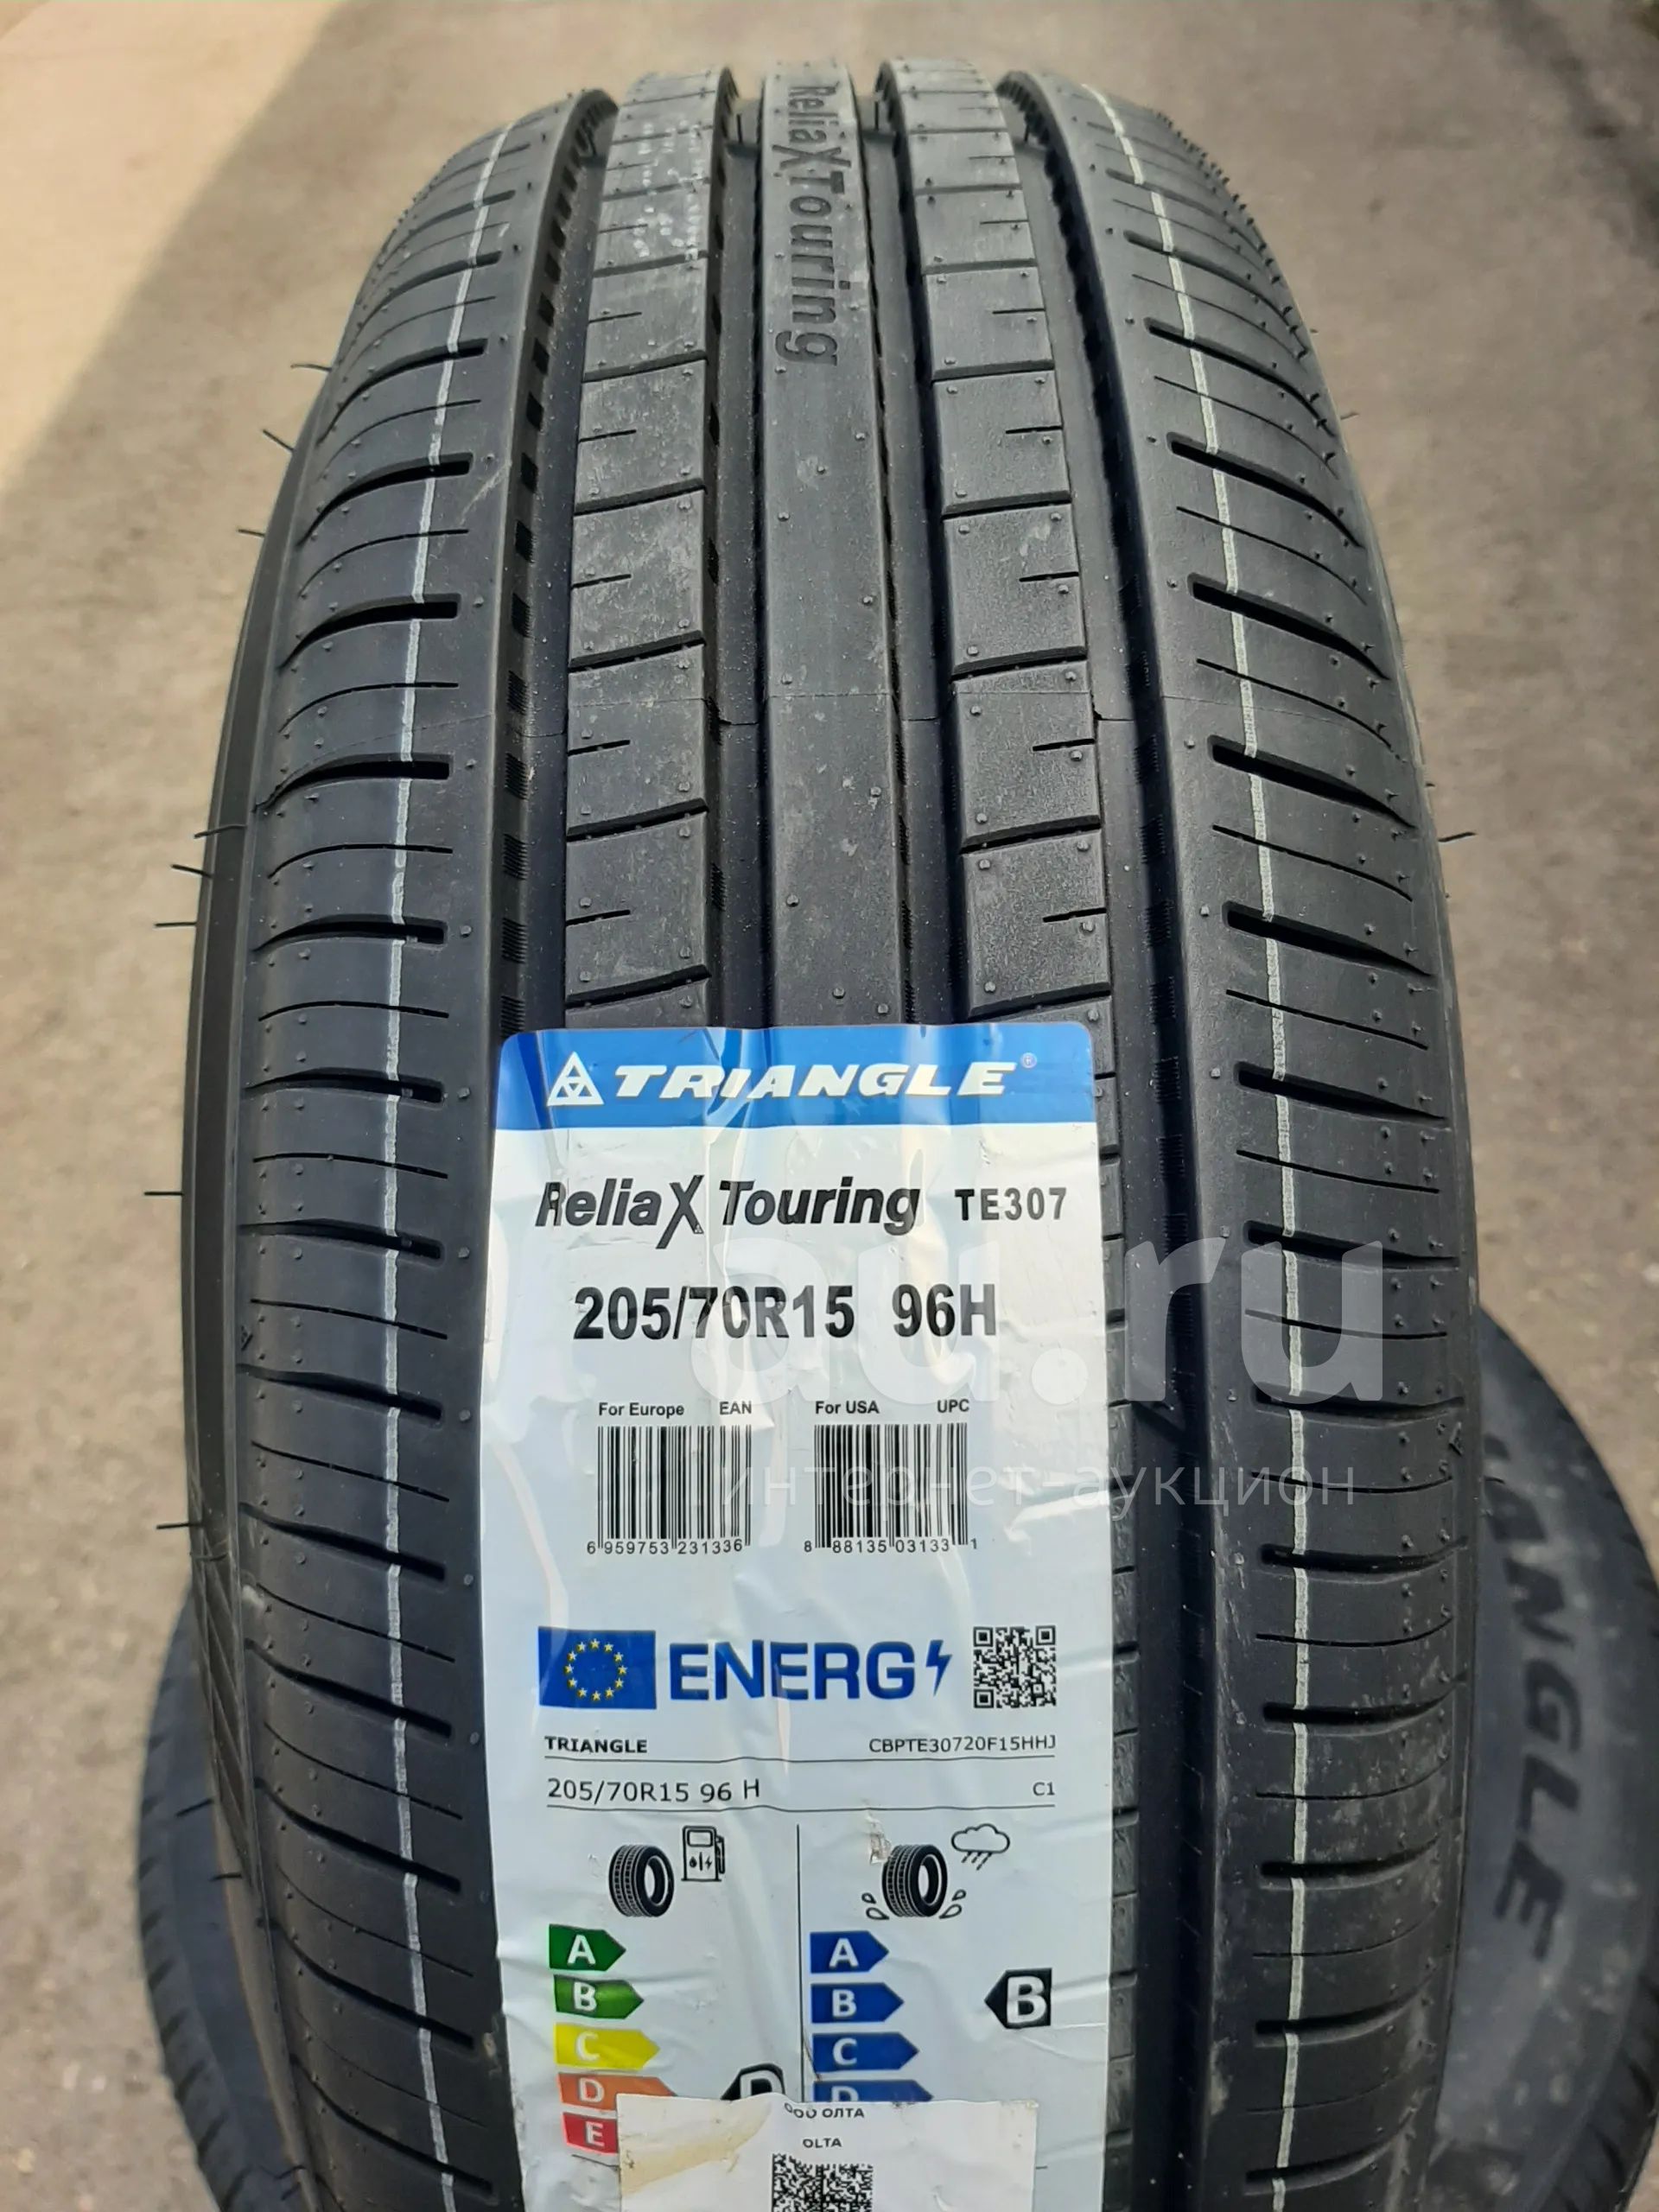 ReliaX Touring
TRIANGLE®
ReliaX Touring TE307
205/70R15 96H
au.ru
For Europe EAN For USA UPC
интернет-аукцион
6 959753 231336 8 88135 03133 1
ENERG
TRIANGLE CBPTE30720F15HHJ
205/70R15 96 H C1
A A
B B B
C C
D D D
E
ООО ОЛТА
OLTA
ANGLE